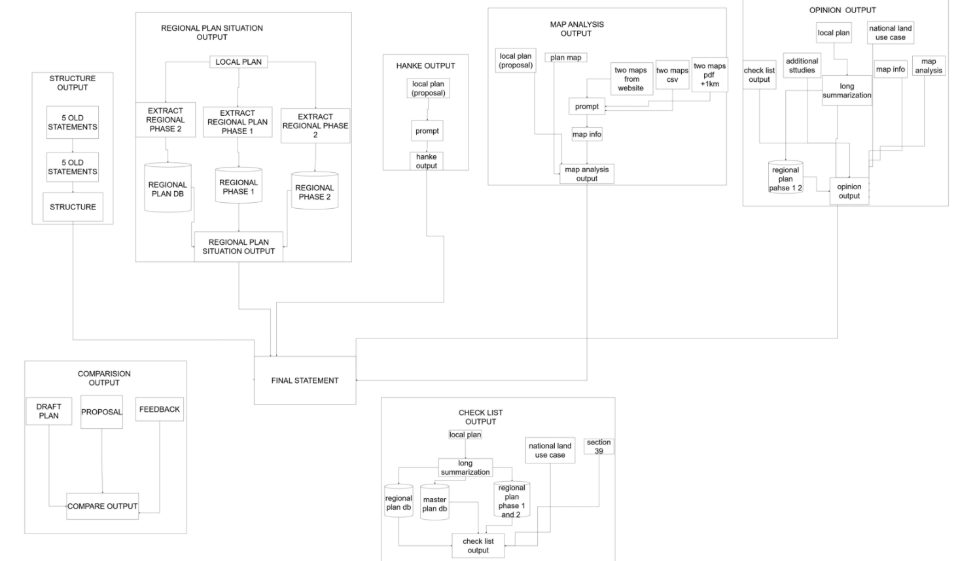 STRUCTURE
OUTPUT
5 OLD
STATEMENTS
5 OLD
STATEMENTS
STRUCTURE
REGIONAL PLAN SITUATION
OUTPUT
LOCAL PLAN
EXTRACT
REGIONAL
PHASE 2
EXTRACT
REGIONAL PLAN
PHASE 1
EXTRACT
REGIONAL PHASE
2
REGIONAL
PLAN DB
REGIONAL
PHASE 1
REGIONAL
PHASE 2
REGIONAL PLAN
SITUATION OUTPUT
HANKE OUTPUT
local plan
(proposal)
prompt
hanke
output
MAP ANALYSIS
OUTPUT
local plan
(proposal)
plan map
two maps
from
website
two maps
csv
two maps
pdf
+1km
prompt
map info
map analysis
output
OPINION OUTPUT
local plan
national land
use case
check list
output
additional
sttudies
map info
map
analysis
long
summarization
regional
plan
pahse 1 2
opinion
output
FINAL STATEMENT
COMPARISION
OUTPUT
DRAFT
PLAN
PROPOSAL
FEEDBACK
COMPARE OUTPUT
CHECK LIST
OUTPUT
local plan
national land
use case
section
39
long
summarization
regional
plan db
master
plan db
regional
plan
phase 1
and 2
check list
output